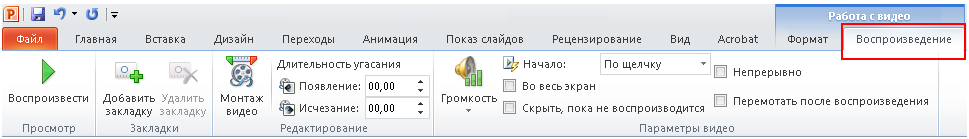 Работа с видео
Файл Главная Вставка Дизайн Переходы Анимация Показ слайдов Рецензирование Вид Acrobat Формат Воспроизведение
Воспроизвести
Просмотр
Добавить закладку
Удалить закладку
Закладки
Монтаж видео
Длительность угасания
Появление: 00,00
Исчезание: 00,00
Редактирование
Громкость
Начало: По щелчку
Во весь экран
Скрыть, пока не воспроизводится
Непрерывно
Перемотать после воспроизведения
Параметры видео